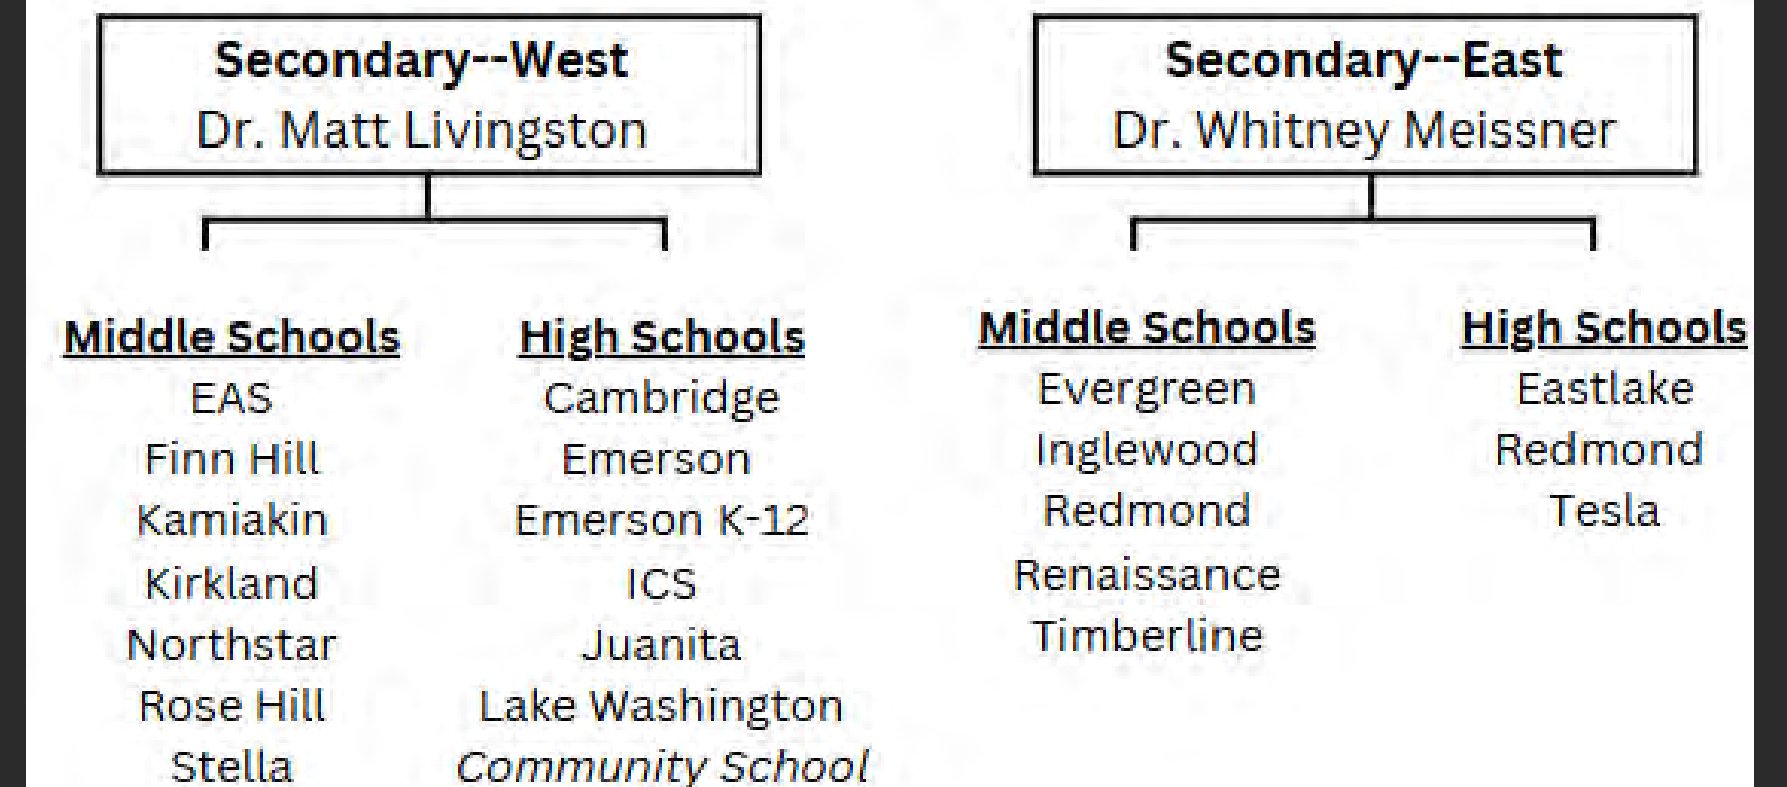 Secondary--West
Dr. Matt Livingston
Middle Schools
EAS
Finn Hill
Kamiakin
Kirkland
Northstar
Rose Hill
Stella
High Schools
Cambridge
Emerson
Emerson K-12
ICS
Juanita
Lake Washington
Community School
Secondary--East
Dr. Whitney Meissner
Middle Schools
Evergreen
Inglewood
Redmond
Renaissance
Timberline
High Schools
Eastlake
Redmond
Tesla